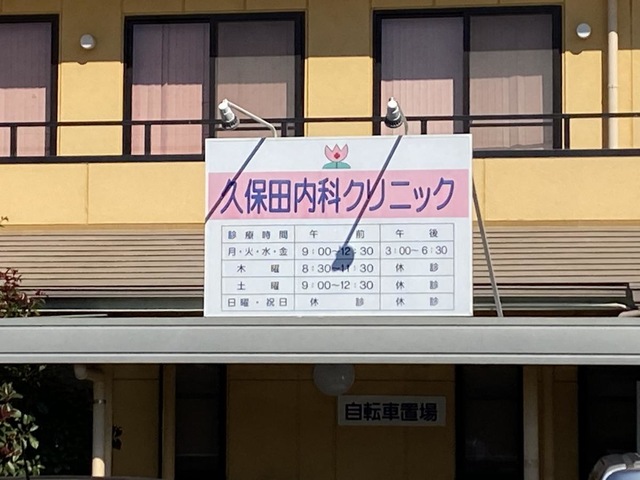 久保田内科クリニック
診療時間 午前 午後
月・火・水・金 9:00～12:30 3:00～6:30
木曜 8:30～11:30 休診
土曜 9:00～12:30 休診
日曜・祝日 休診 休診
自転車置場